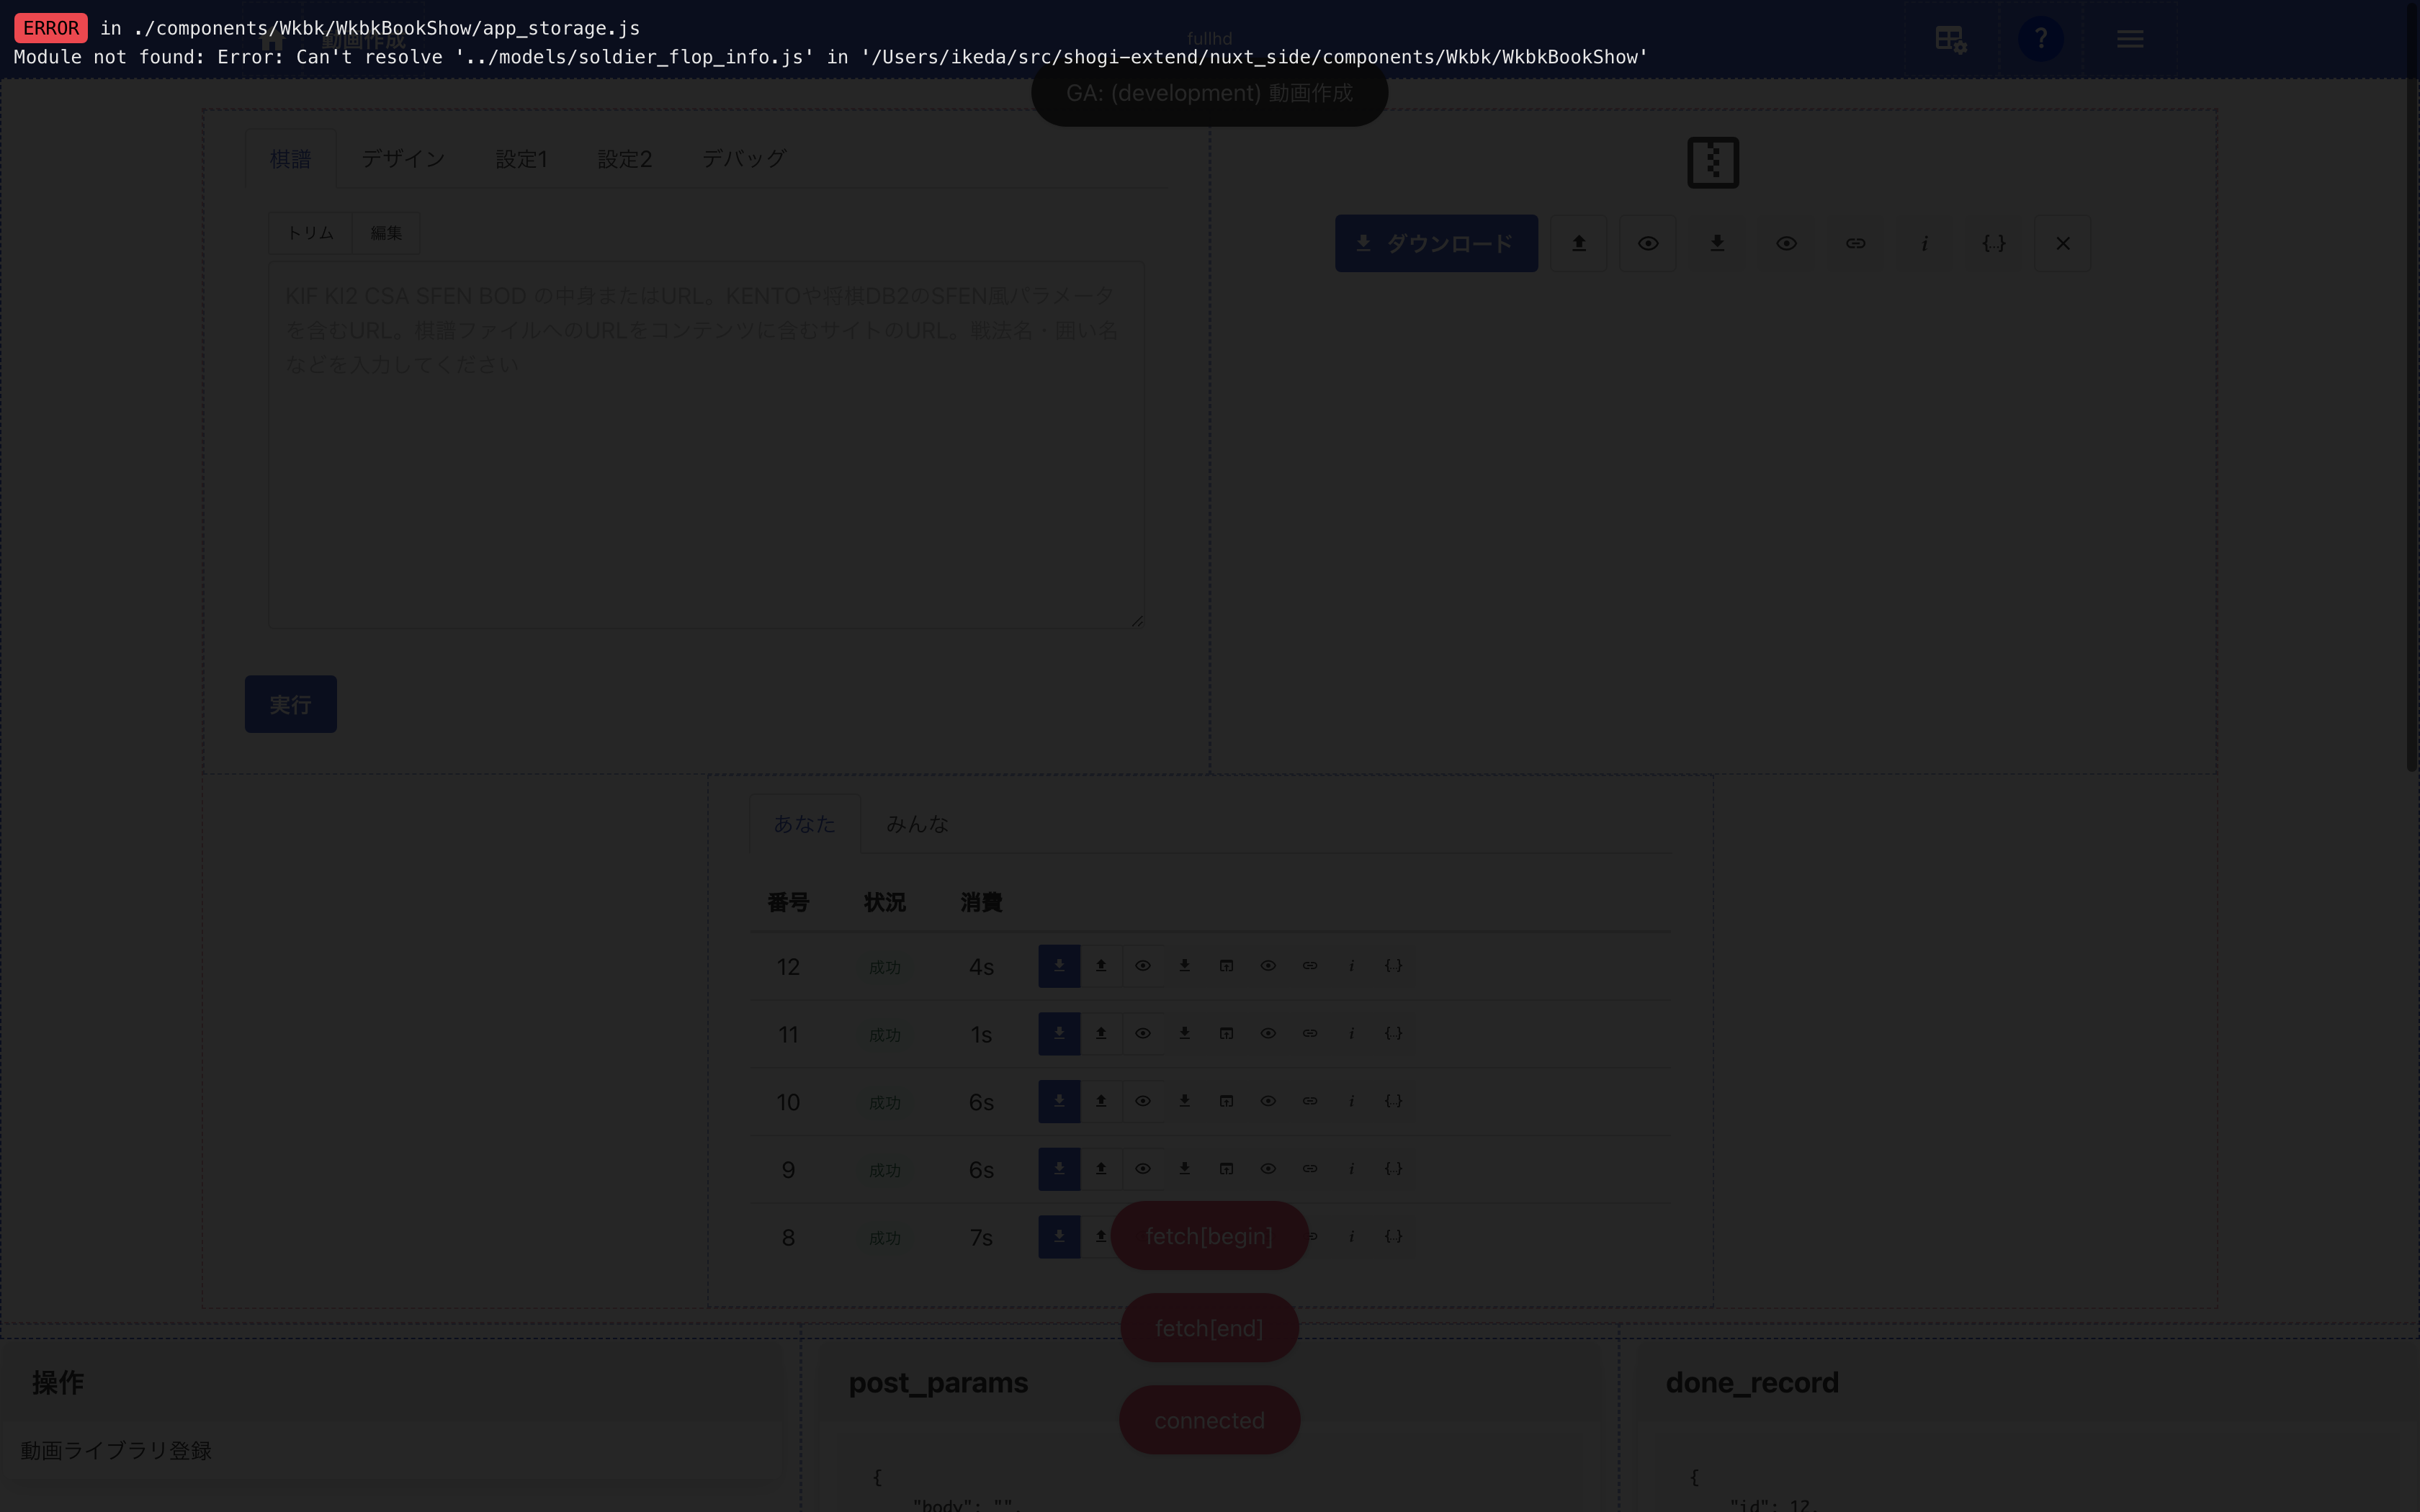 ERROR in ./components/Wkbk/WkbkBookShow/app_storage.js
Module not found: Error: Can't resolve '../models/soldier_flop_info.js' in '/Users/ikeda/src/shogi-extend/nuxt_side/components/Wkbk/WkbkBookShow'
動画作成
fullhd
?
GA: (development) 動画作成
棋譜 デザイン 設定1 設定2 デバッグ
トリム 編集
KIF KI2 CSA SFEN BOD の中身またはURL。KENTOや将棋DB2のSFEN風パラメータ
を含むURL。棋譜ファイルへのURLをコンテンツに含むサイトのURL。戦法名・囲い名
などを入力してください
実行
ダウンロード i {..}
あなた みんな
番号 状況 消費
12 成功 4s i {..}
11 成功 1s i {..}
10 成功 6s i {..}
9 成功 6s i {..}
8 成功 7s i {..}
fetch[begin]
fetch[end]
connected
操作
動画ライブラリ登録
post_params
{
"body": "",
done_record
{
"id": 12,